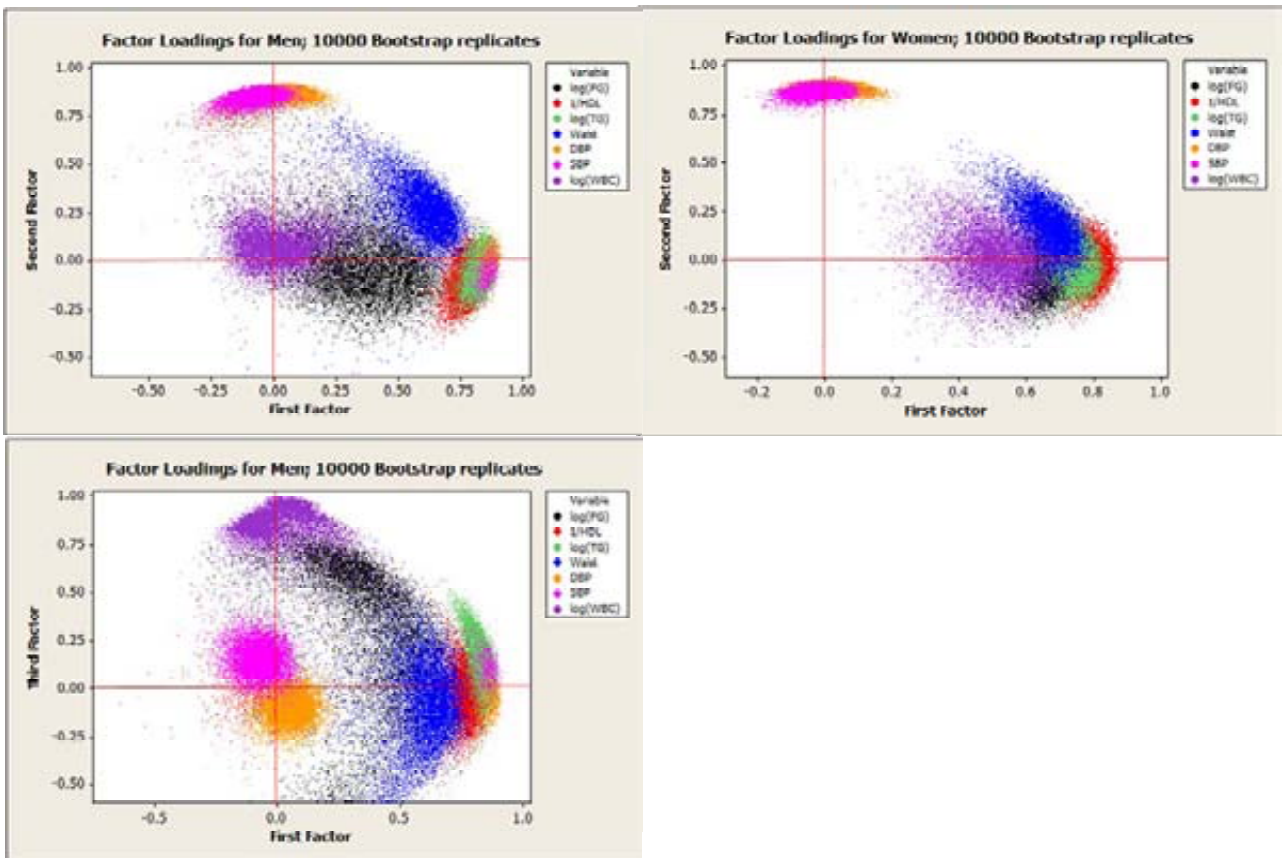 Factor Loadings for Men; 10000 Bootstrap replicates
1.00
0.75
0.50
0.25
0.00
-0.25
-0.50
Second Factor
-0.50
0.00
0.25
0.50
0.75
1.00
First Factor
Variable
log(FG)
1/HDL
log(TG)
Waist
DBP
SBP
log(WBC)
Factor Loadings for Women; 10000 Bootstrap replicates
1.00
0.75
0.50
0.25
0.00
-0.25
-0.50
Second Factor
-0.2
0.0
0.2
0.4
0.6
0.8
1.0
First Factor
Variable
log(FG)
1/HDL
log(TG)
Waist
DBP
SBP
log(WBC)
Factor Loadings for Men; 10000 Bootstrap replicates
1.00
0.75
0.50
0.25
0.00
-0.25
-0.50
Third Factor
-0.5
0.0
0.5
1.0
First Factor
Variable
log(FG)
1/HDL
log(TG)
Waist
DBP
SBP
log(WBC)